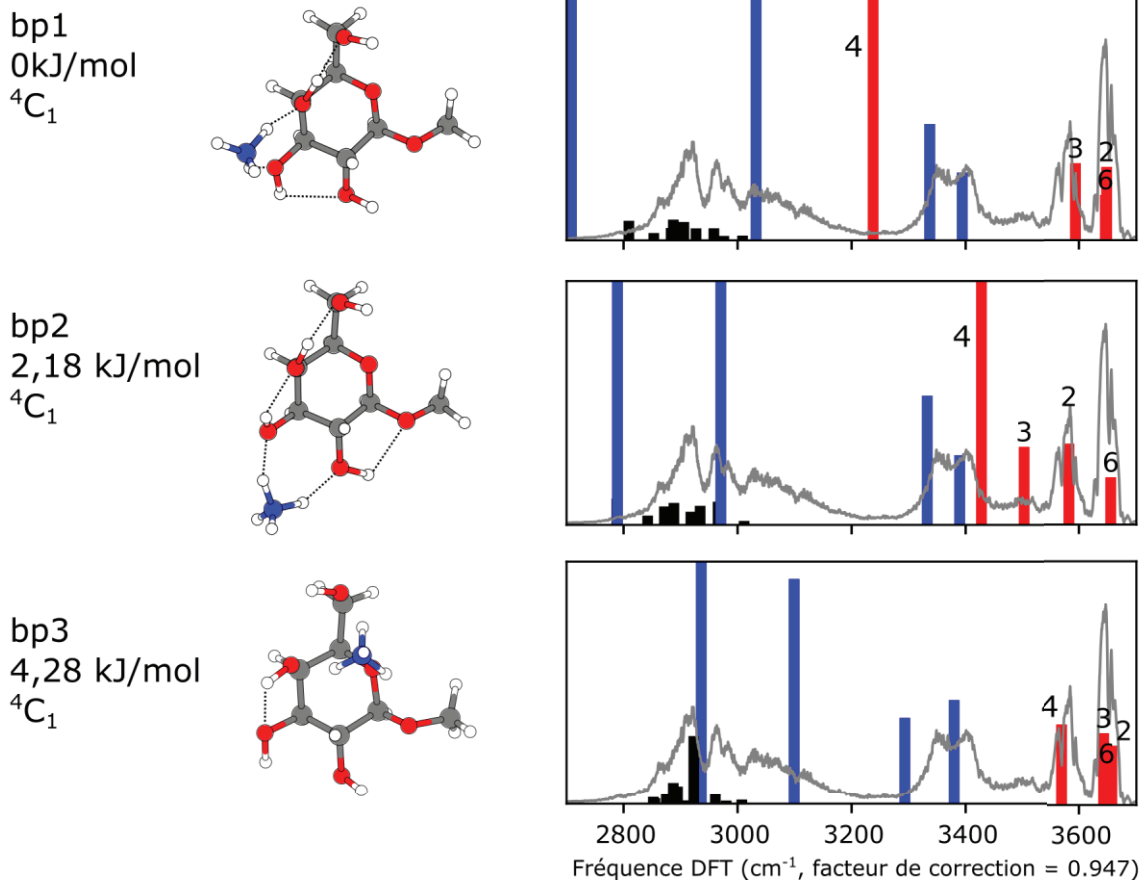 bp1
0kJ/mol
⁴C₁
4
3
2
6
bp2
2,18 kJ/mol
⁴C₁
4
3
2
6
bp3
4,28 kJ/mol
⁴C₁
4
3
6
2
2800 3000 3200 3400 3600
Fréquence DFT (cm⁻¹, facteur de correction = 0.947)